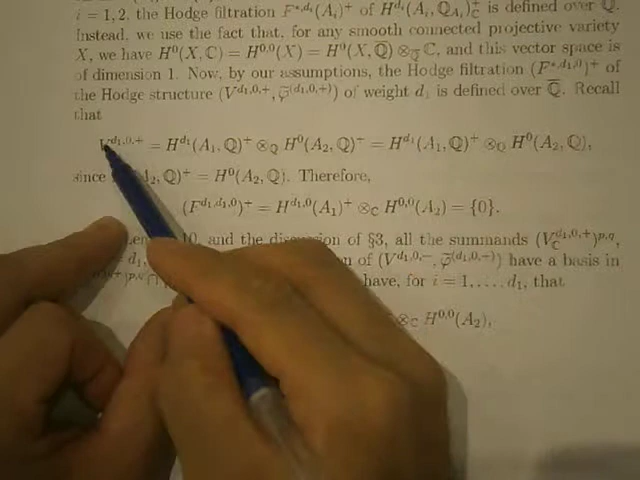 i = 1, 2, the Hodge filtration F^{*,d_i}(A_i)^+ of H^{d_i}(A_i, ℚ_{A_i})^+_ℂ is defined over ℚ̅.
Instead, we use the fact that, for any smooth connected projective variety
X, we have H^0(X, ℂ) = H^{0,0}(X) = H^0(X, ℚ̅) ⊗_{ℚ̅} ℂ, and this vector space is
of dimension 1. Now, by our assumptions, the Hodge filtration (F^{*,d_1,0})^+ of
the Hodge structure (V^{d_1,0,+}, φ̃^{(d_1,0,+)}) of weight d_1 is defined over ℚ̅. Recall
that
V^{d_1,0,+} = H^{d_1}(A_1, ℚ)^+ ⊗_ℚ H^0(A_2, ℚ)^+ = H^{d_1}(A_1, ℚ)^+ ⊗_ℚ H^0(A_2, ℚ),
since A_2, ℚ)^+ = H^0(A_2, ℚ). Therefore,
(F^{d_1,d_1,0})^+ = H^{d_1,0}(A_1)^+ ⊗_ℂ H^{0,0}(A_2) = {0}.
10, and the discussion of §3, all the summands (V_ℂ^{d_1,0,+})^{p,q},
= d_1, on of (V^{d_1,0,−}, φ̃^{(d_1,0,−)}) have a basis in
have, for i = 1, . . . , d_1, that
⊗_ℂ H^{0,0}(A_2),